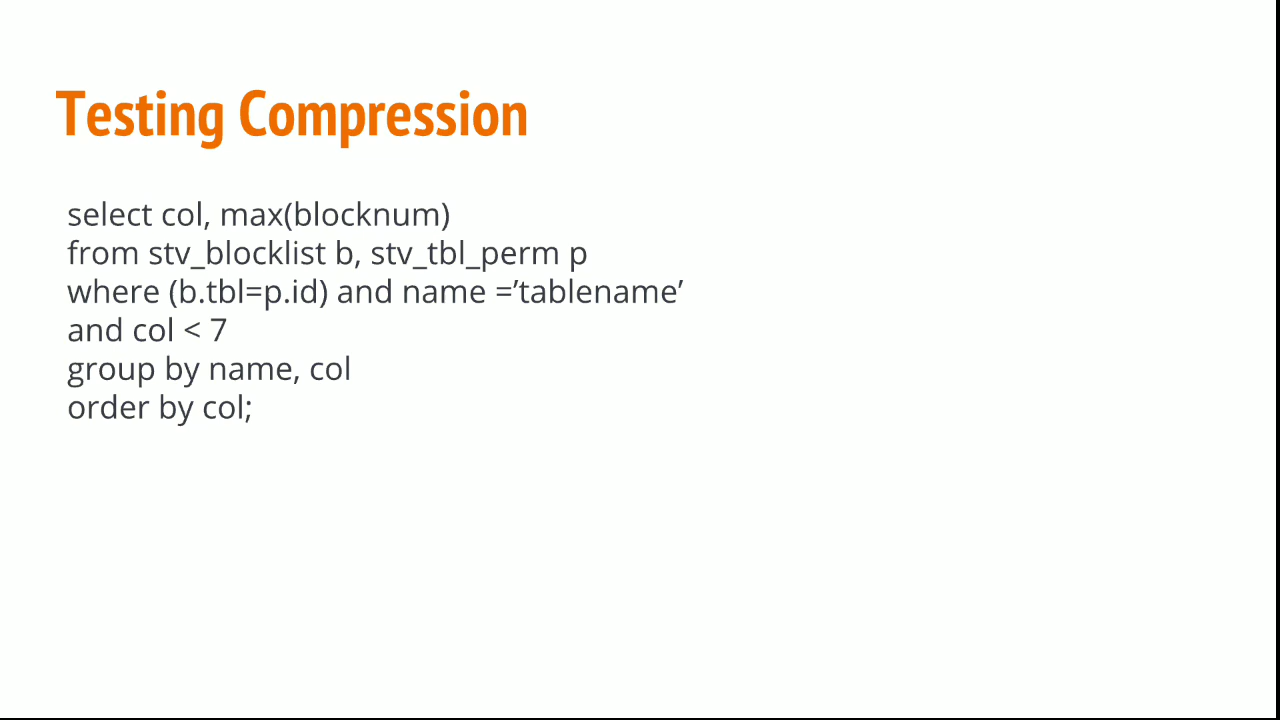 Testing Compression
select col, max(blocknum)
from stv_blocklist b, stv_tbl_perm p
where (b.tbl=p.id) and name =’tablename’
and col < 7
group by name, col
order by col;